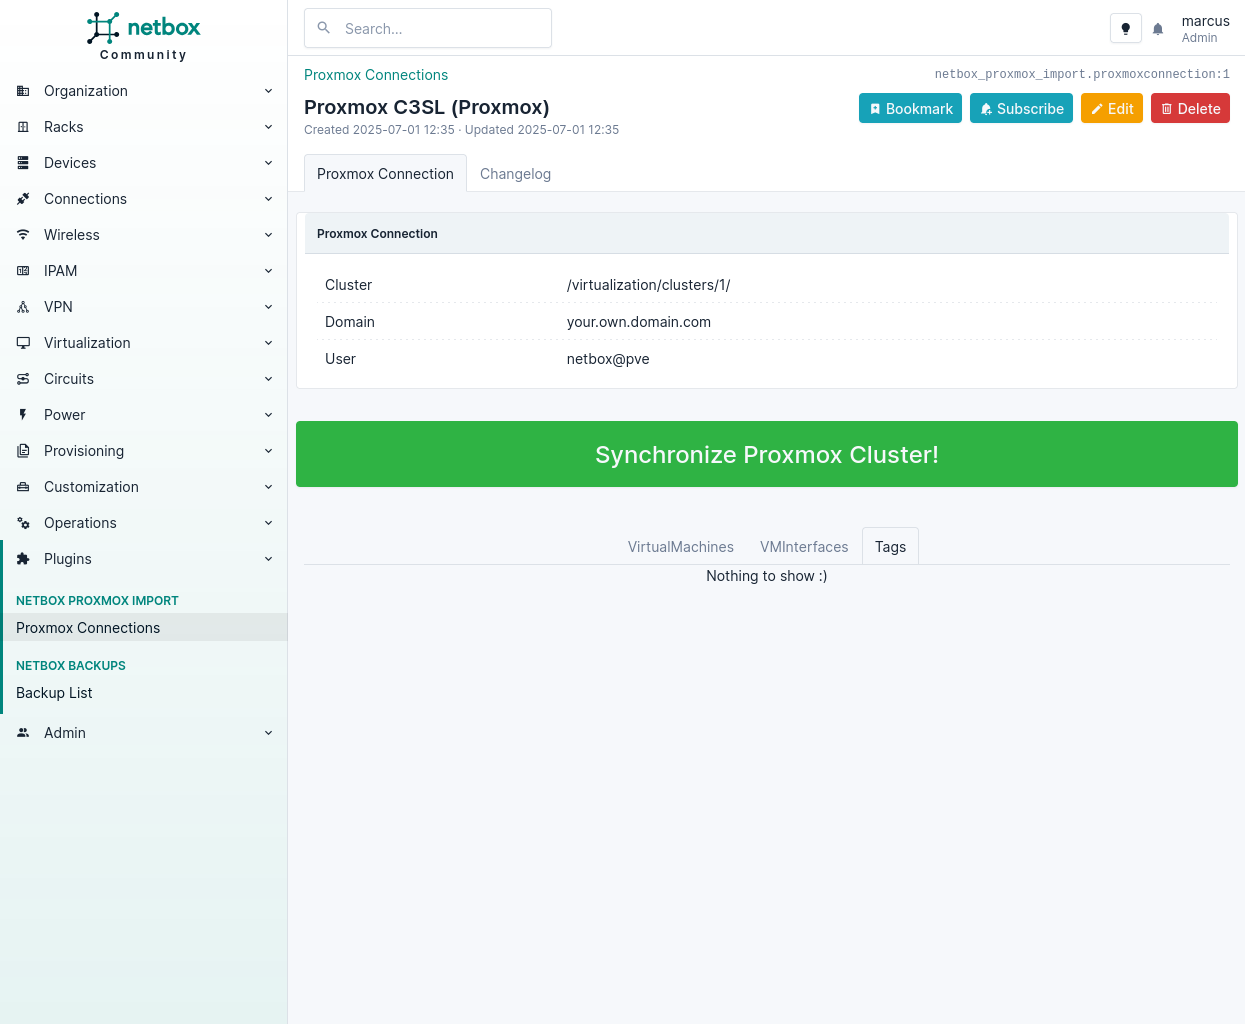 netbox
Community
Organization
Racks
Devices
Connections
Wireless
IPAM
VPN
Virtualization
Circuits
Power
Provisioning
Customization
Operations
Plugins
NETBOX PROXMOX IMPORT
Proxmox Connections
NETBOX BACKUPS
Backup List
Admin
Search...
marcus
Admin
Proxmox Connections
netbox_proxmox_import.proxmoxconnection:1
Proxmox C3SL (Proxmox)
Bookmark Subscribe Edit Delete
Created 2025-07-01 12:35 · Updated 2025-07-01 12:35
Proxmox Connection Changelog
Proxmox Connection
Cluster /virtualization/clusters/1/
Domain your.own.domain.com
User netbox@pve
Synchronize Proxmox Cluster!
VirtualMachines VMInterfaces Tags
Nothing to show :)